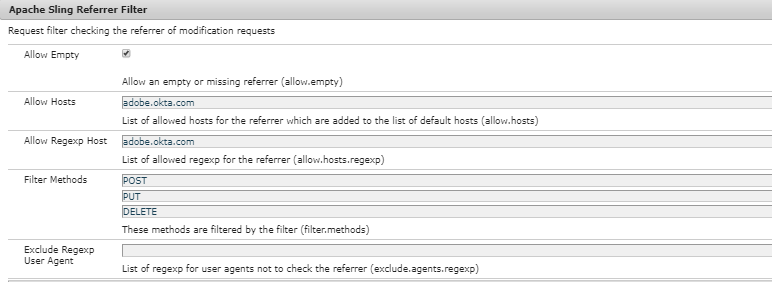 Apache Sling Referrer Filter
Request filter checking the referrer of modification requests
Allow Empty
Allow an empty or missing referrer (allow.empty)
Allow Hosts
adobe.okta.com
List of allowed hosts for the referrer which are added to the list of default hosts (allow.hosts)
Allow Regexp Host
adobe.okta.com
List of allowed regexp for the referrer (allow.hosts.regexp)
Filter Methods
POST
PUT
DELETE
These methods are filtered by the filter (filter.methods)
Exclude Regexp
User Agent
List of regexp for user agents not to check the referrer (exclude.agents.regexp)